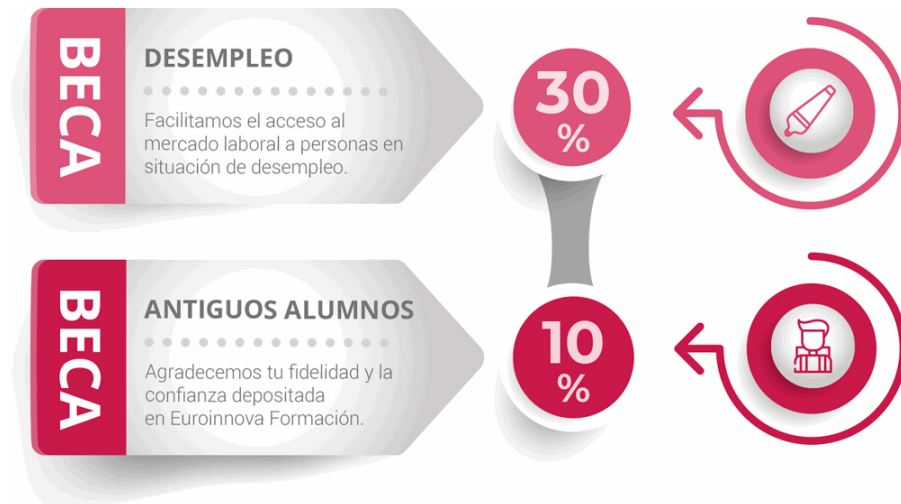 BECA
DESEMPLEO
Facilitamos el acceso al
mercado laboral a personas en
situación de desempleo.
30
%
BECA
ANTIGUOS ALUMNOS
Agradecemos tu fidelidad y la
confianza depositada
en Euroinnova Formación.
10
%